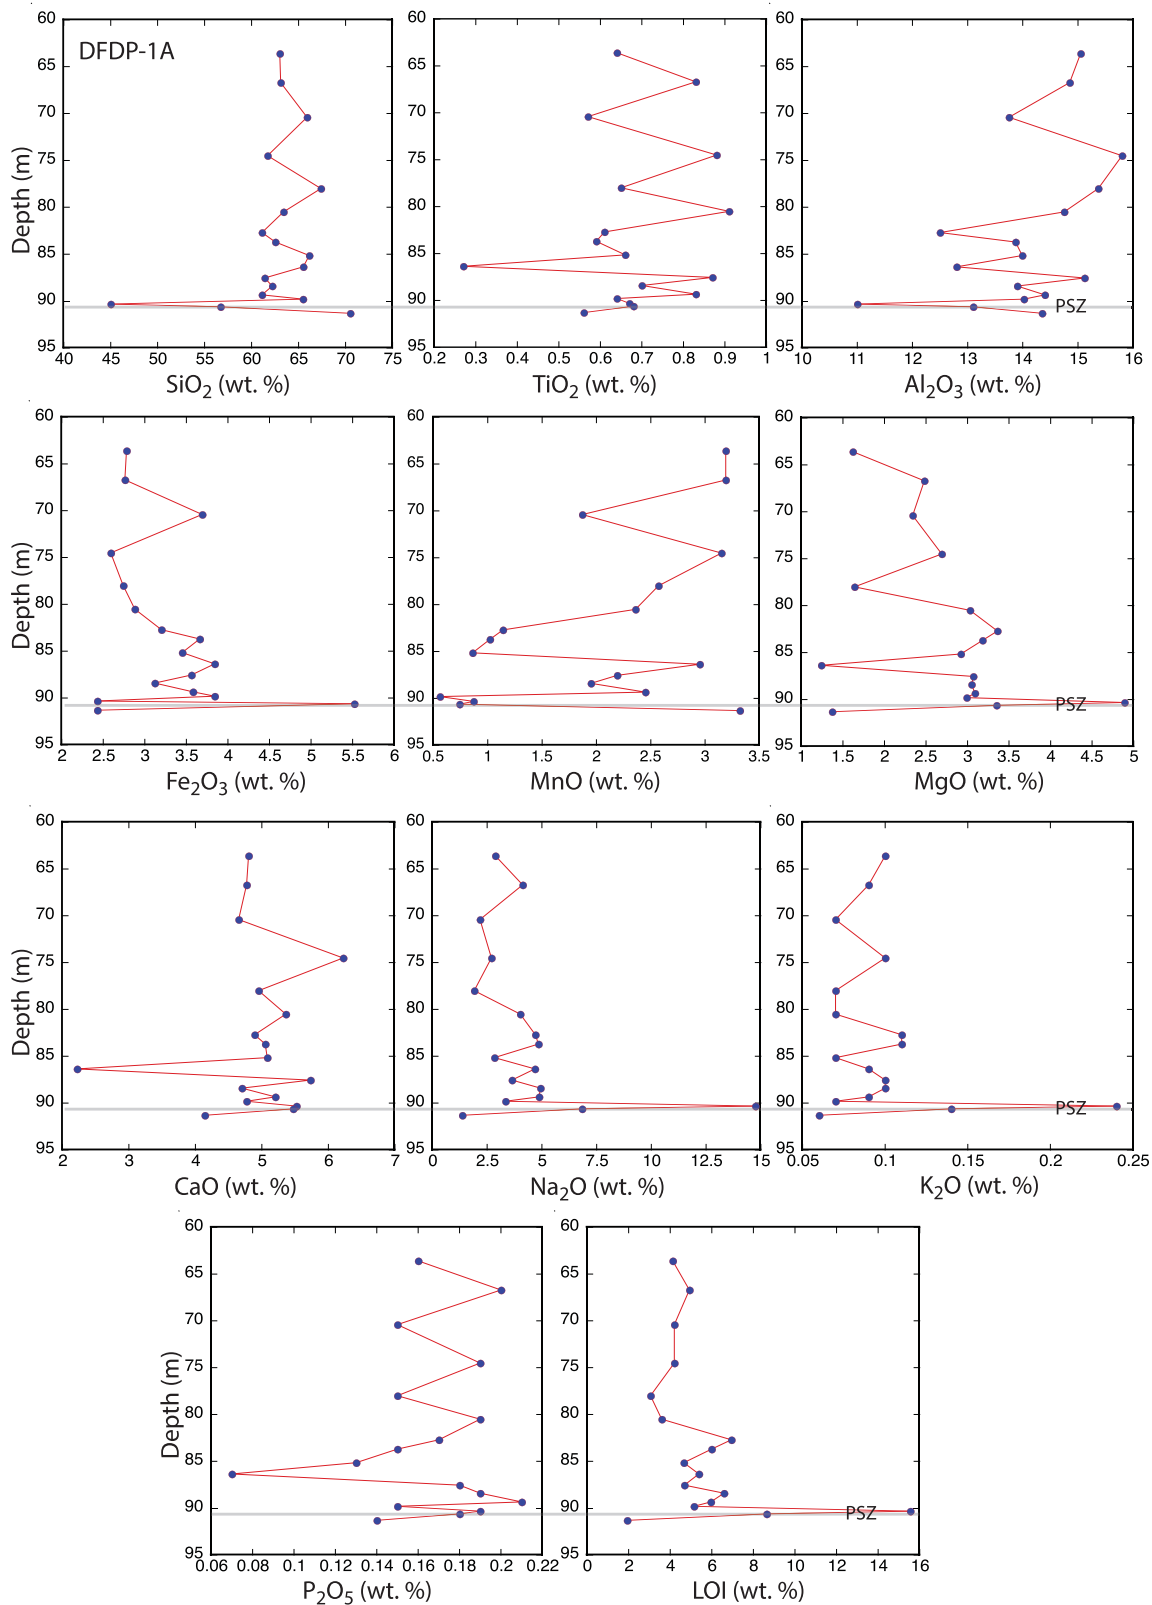 DFDP-1A
60
65
70
75
80
85
90
95
Depth (m)
40 45 50 55 60 65 70 75
SiO₂ (wt. %)
60
65
70
75
80
85
90
95
0.2 0.3 0.4 0.5 0.6 0.7 0.8 0.9 1
TiO₂ (wt. %)
60
65
70
75
80
85
90
95
PSZ
10 11 12 13 14 15 16
Al₂O₃ (wt. %)
60
65
70
75
80
85
90
95
Depth (m)
2 2.5 3 3.5 4 4.5 5 5.5 6
Fe₂O₃ (wt. %)
60
65
70
75
80
85
90
95
0.5 1 2 2.5 3 3.5
MnO (wt. %)
60
65
70
75
80
85
90
95
PSZ
1 1.5 2 2.5 3 3.5 4 4.5 5
MgO (wt. %)
60
65
70
75
80
85
90
95
Depth (m)
2 4 5 6 7
CaO (wt. %)
60
65
70
75
80
85
90
95
0 2.5 5 7.5 10 12.5 15
Na₂O (wt. %)
60
65
70
75
80
85
90
95
PSZ
0.05 0.1 0.15 0.2 0.25
K₂O (wt. %)
60
65
70
75
80
85
90
95
Depth (m)
0.06 0.08 0.1 0.12 0.14 0.16 0.18 0.2 0.22
P₂O₅ (wt. %)
60
65
70
75
80
85
90
95
PSZ
0 2 4 6 8 10 12 14 16
LOI (wt. %)